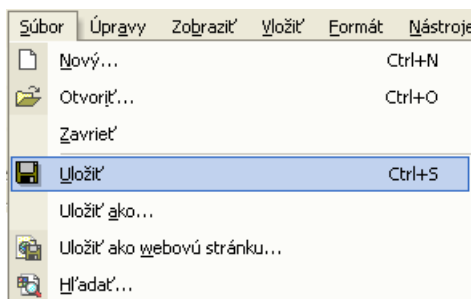 Súbor Úpravy Zobraziť Vložiť Formát Nástroje
Nový... Ctrl+N
Otvoriť... Ctrl+O
Zavrieť
Uložiť Ctrl+S
Uložiť ako...
Uložiť ako webovú stránku...
Hľadať...